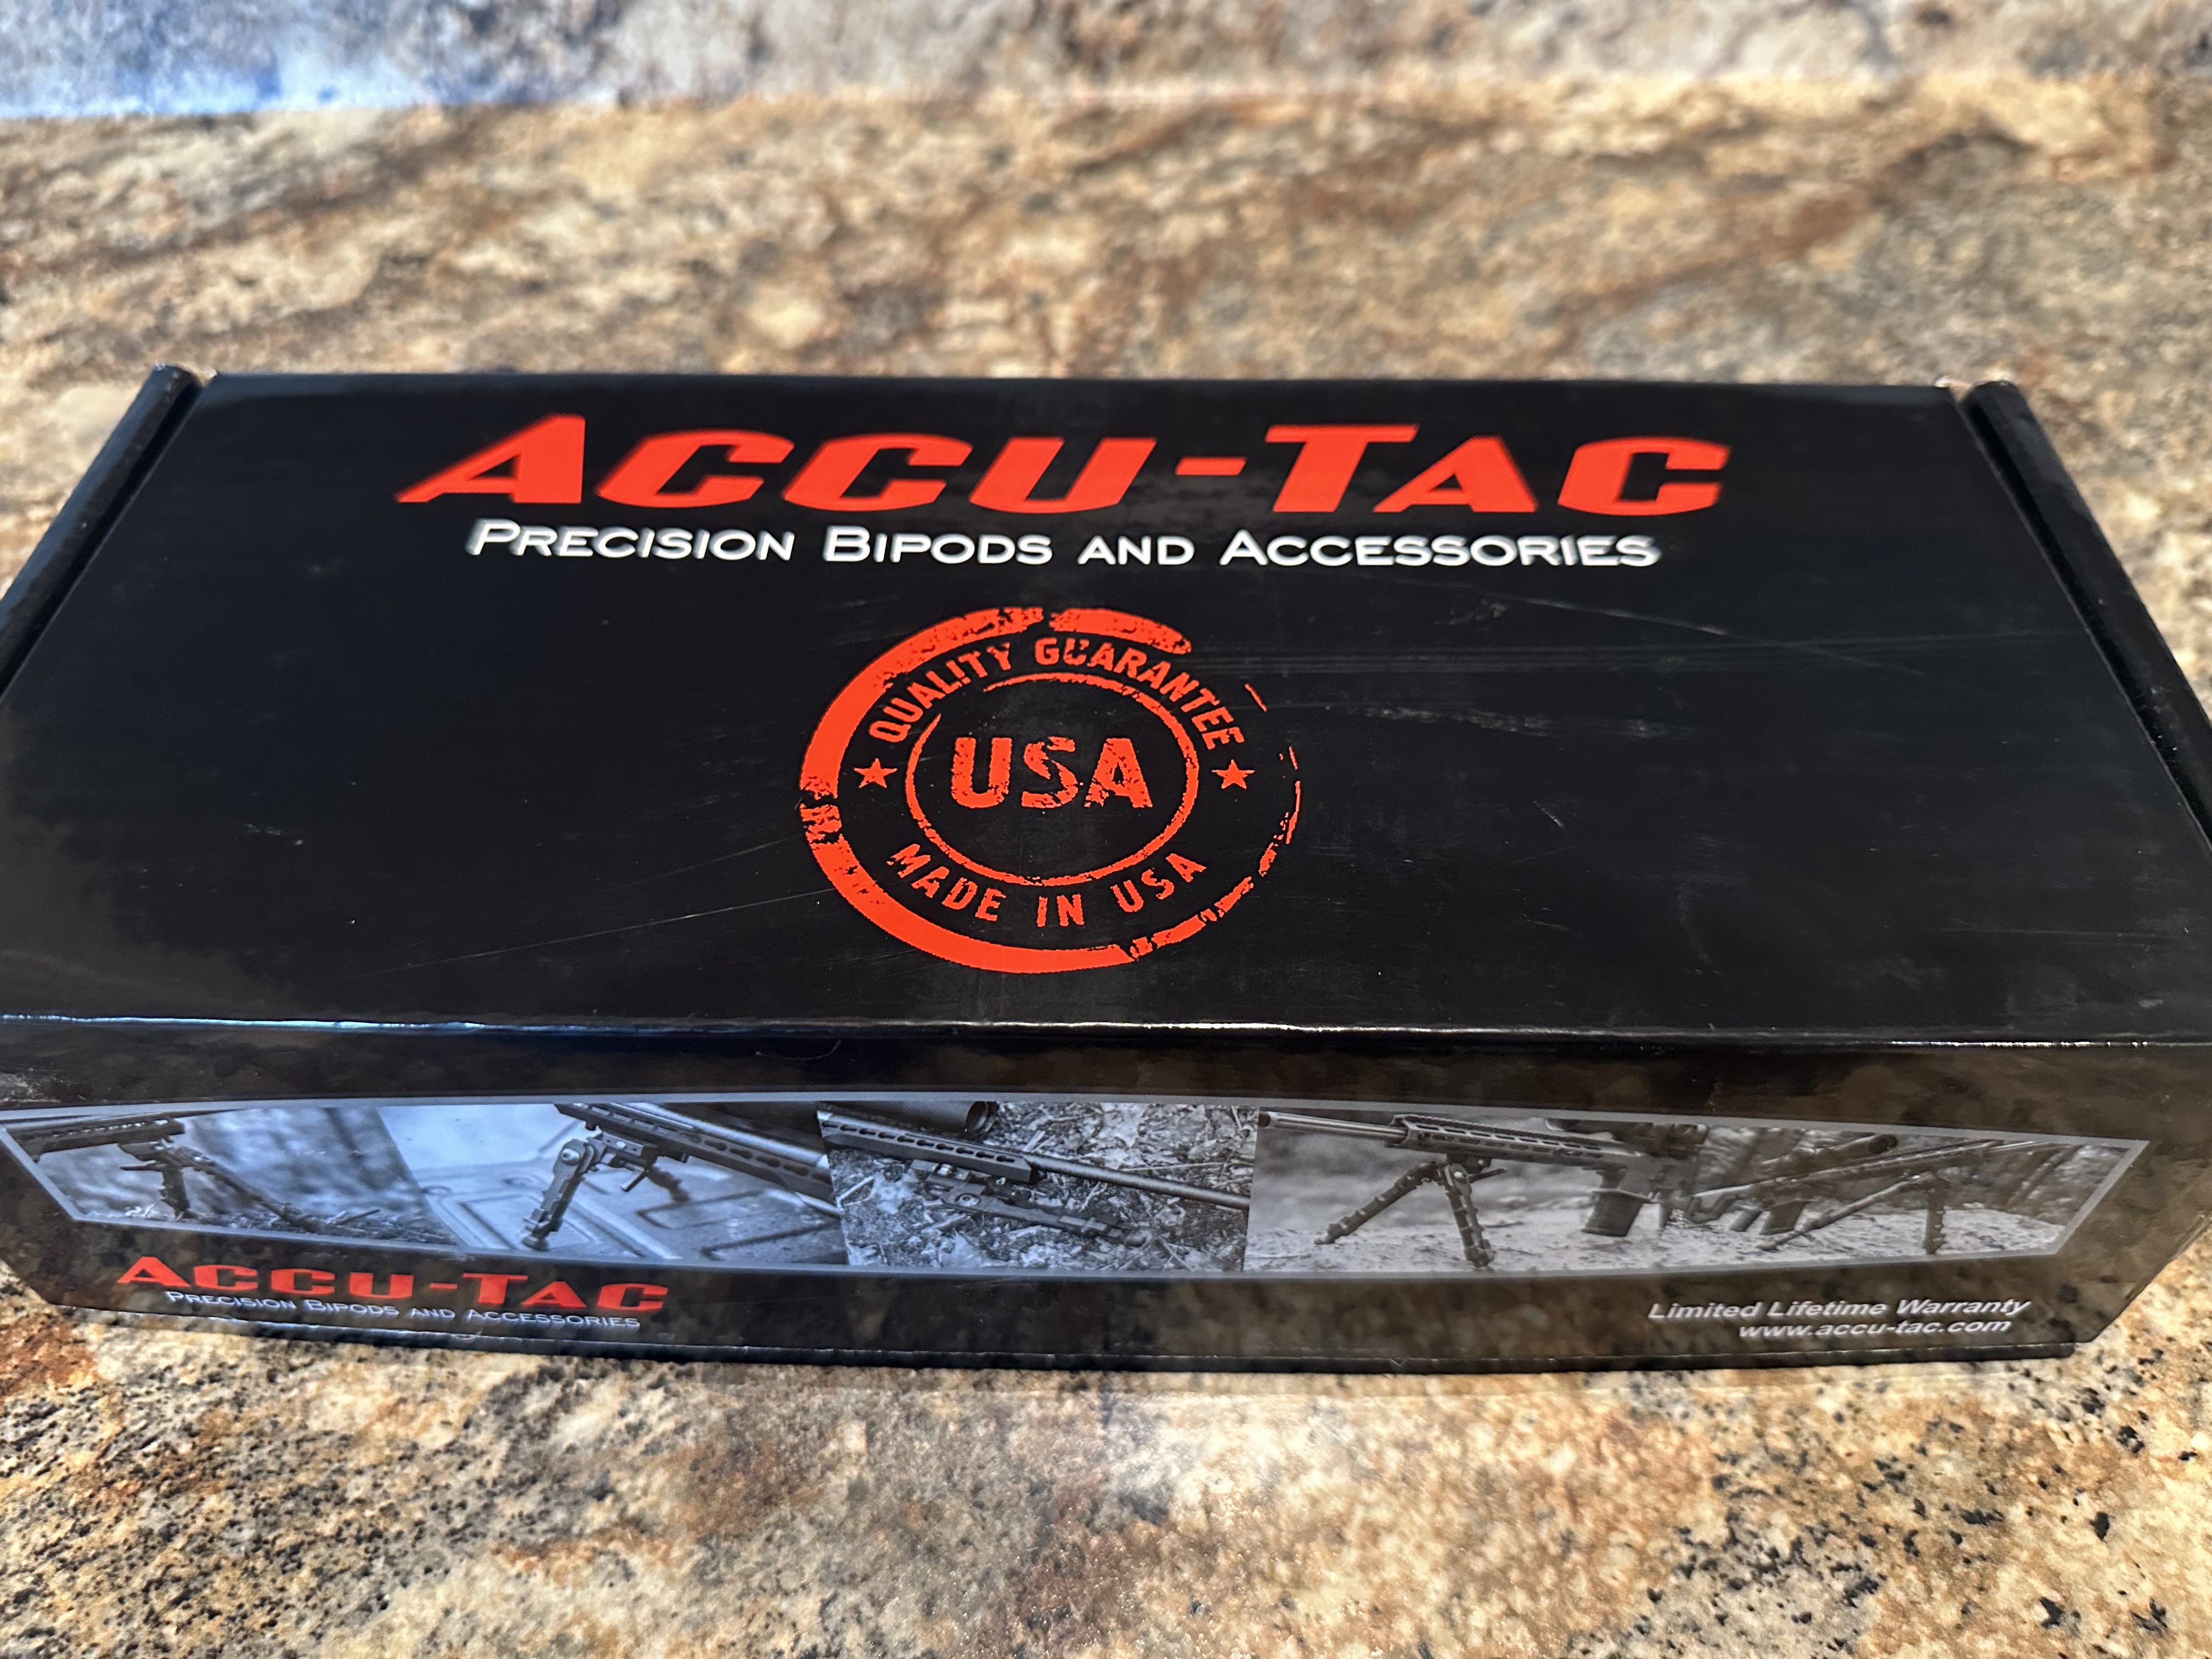 ACCU-TAC
PRECISION BIPODS AND ACCESSORIES
QUALITY GUARANTEE
USA
MADE IN USA
ACCU-TAC
PRECISION BIPODS AND ACCESSORIES
Limited Lifetime Warranty
www.accu-tac.com